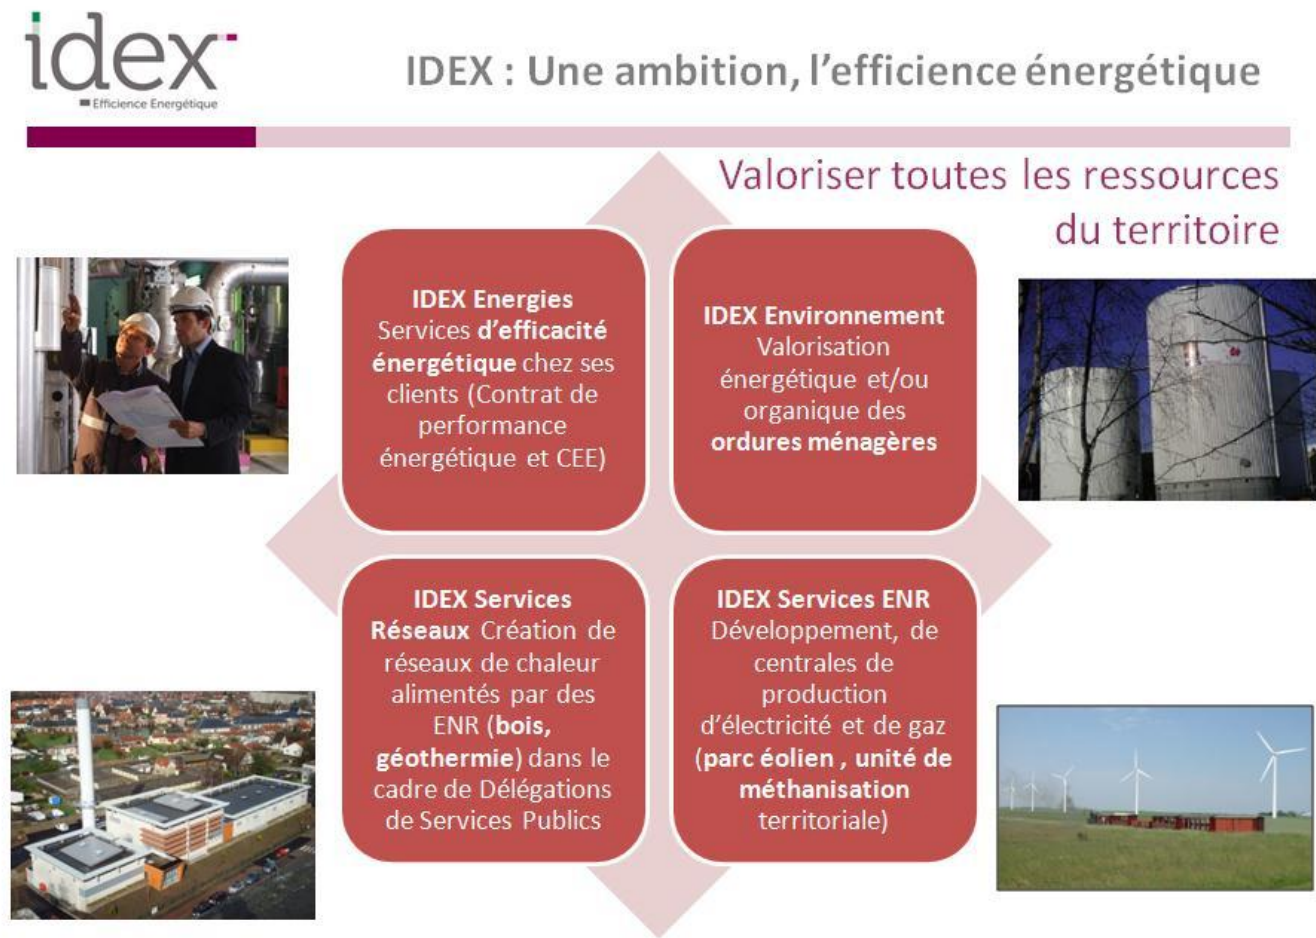 idex
Efficience Energétique
IDEX : Une ambition, l’efficience énergétique
Valoriser toutes les ressources
du territoire
IDEX Energies
Services d’efficacité
énergétique chez ses
clients (Contrat de
performance
énergétique et CEE)
IDEX Environnement
Valorisation
énergétique et/ou
organique des
ordures ménagères
IDEX Services
Réseaux Création de
réseaux de chaleur
alimentés par des
ENR (bois,
géothermie) dans le
cadre de Délégations
de Services Publics
IDEX Services ENR
Développement, de
centrales de
production
d’électricité et de gaz
(parc éolien , unité de
méthanisation
territoriale)